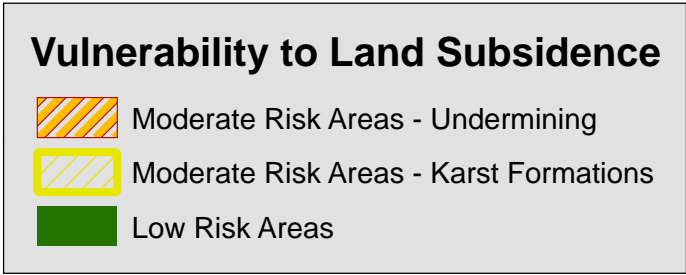 Vulnerability to Land Subsidence
Moderate Risk Areas - Undermining
Moderate Risk Areas - Karst Formations
Low Risk Areas